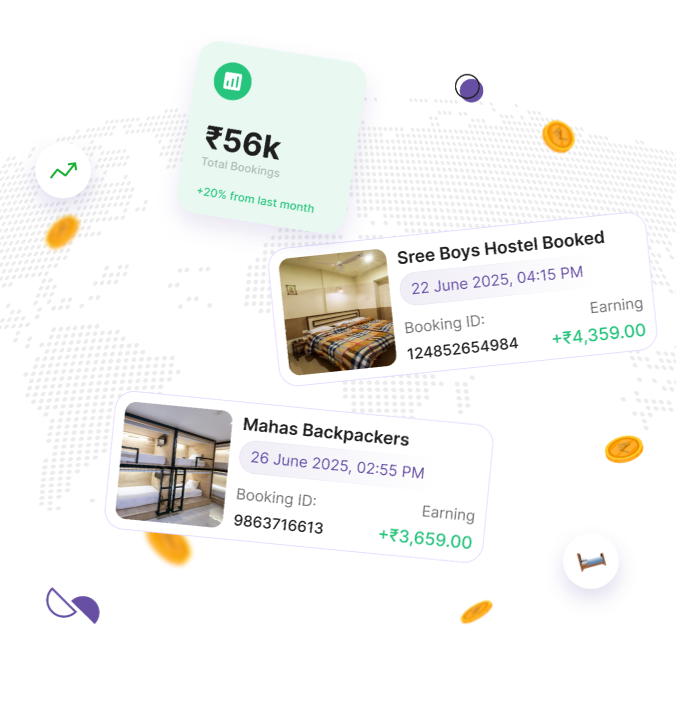 ₹56k
Total Bookings
+20% from last month
Sree Boys Hostel Booked
22 June 2025, 04:15 PM
Booking ID:
124852654984
Earning
+₹4,359.00
Mahas Backpackers
26 June 2025, 02:55 PM
Booking ID:
9863716613
Earning
+₹3,659.00